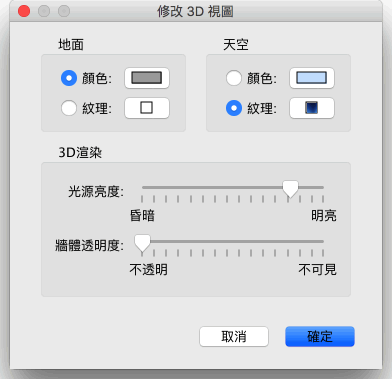 修改 3D 視圖
地面
天空
顏色:
顏色:
紋理:
紋理:
3D渲染
光源亮度:
昏暗
明亮
牆體透明度:
不透明
不可見
取消
確定